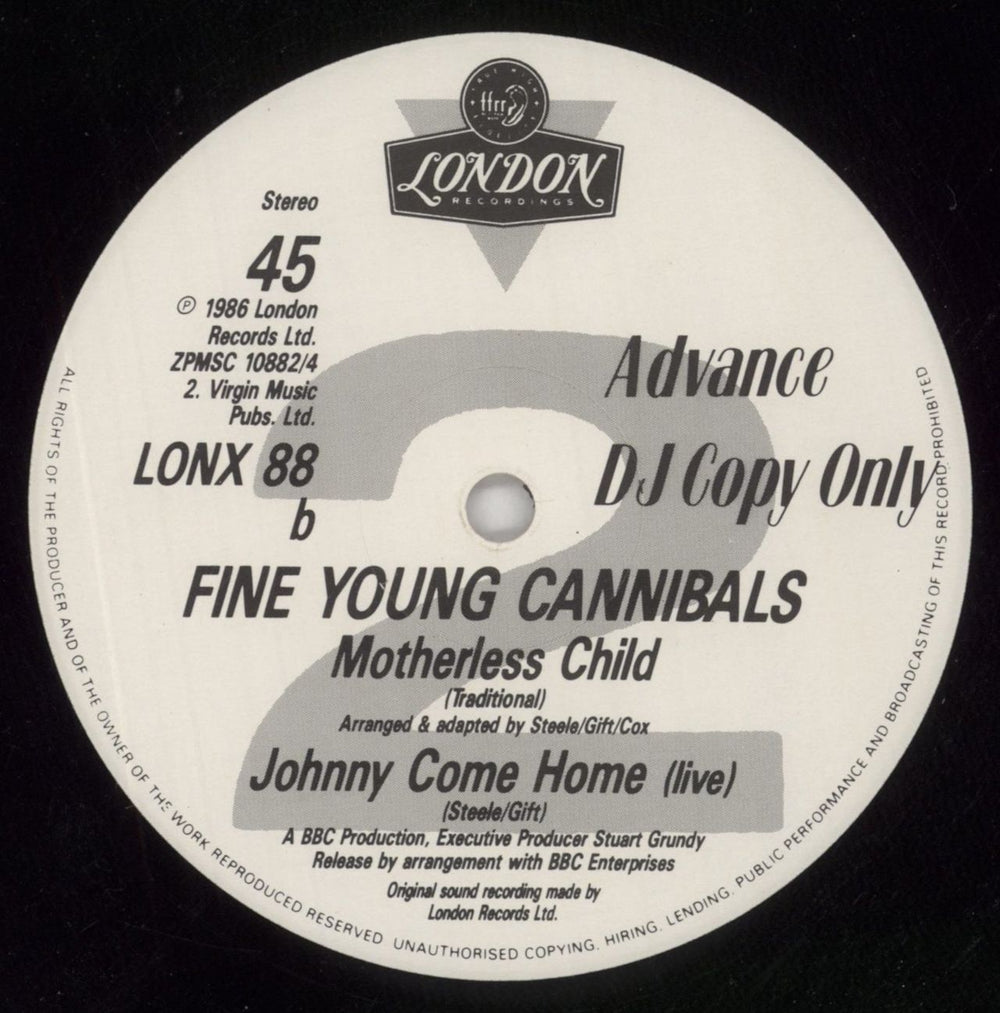 ffrr
LONDON
RECORDINGS
Stereo
45
℗ 1986 London
Records Ltd.
ZPMSC 10882/4
2. Virgin Music
Pubs. Ltd.
LONX 88
b
Advance
DJ Copy Only
2
FINE YOUNG CANNIBALS
Motherless Child
(Traditional)
Arranged & adapted by Steele/Gift/Cox
Johnny Come Home (live)
(Steele/Gift)
A BBC Production, Executive Producer Stuart Grundy
Release by arrangement with BBC Enterprises
Original sound recording made by
London Records Ltd.
ALL RIGHTS OF THE PRODUCER AND OF THE OWNER OF THE WORK REPRODUCED RESERVED UNAUTHORISED COPYING. HIRING. LENDING. PUBLIC PERFORMANCE AND BROADCASTING OF THIS RECORD PROHIBITED